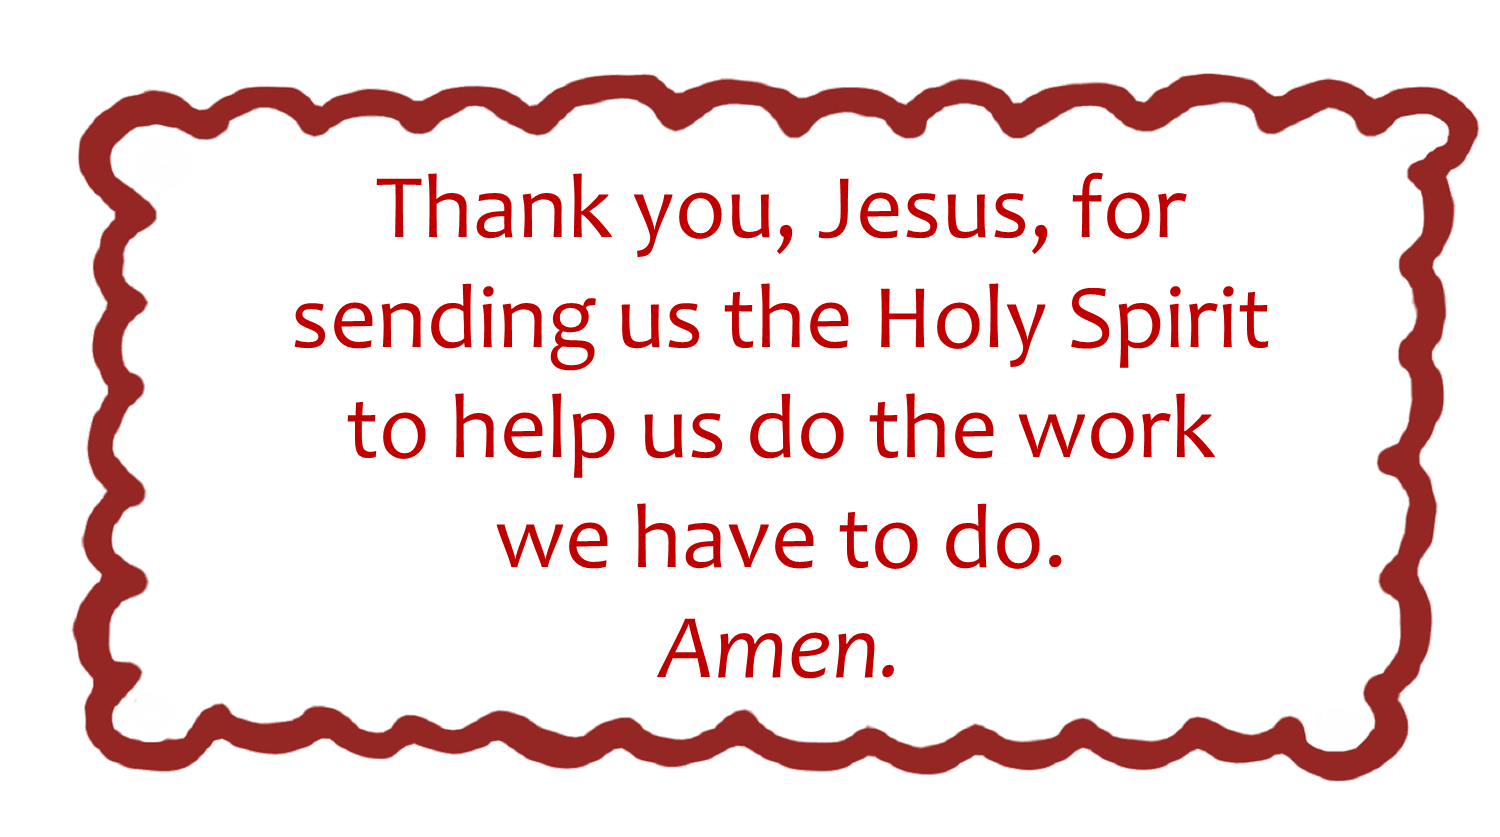 Thank you, Jesus, for
sending us the Holy Spirit
to help us do the work
we have to do.
Amen.